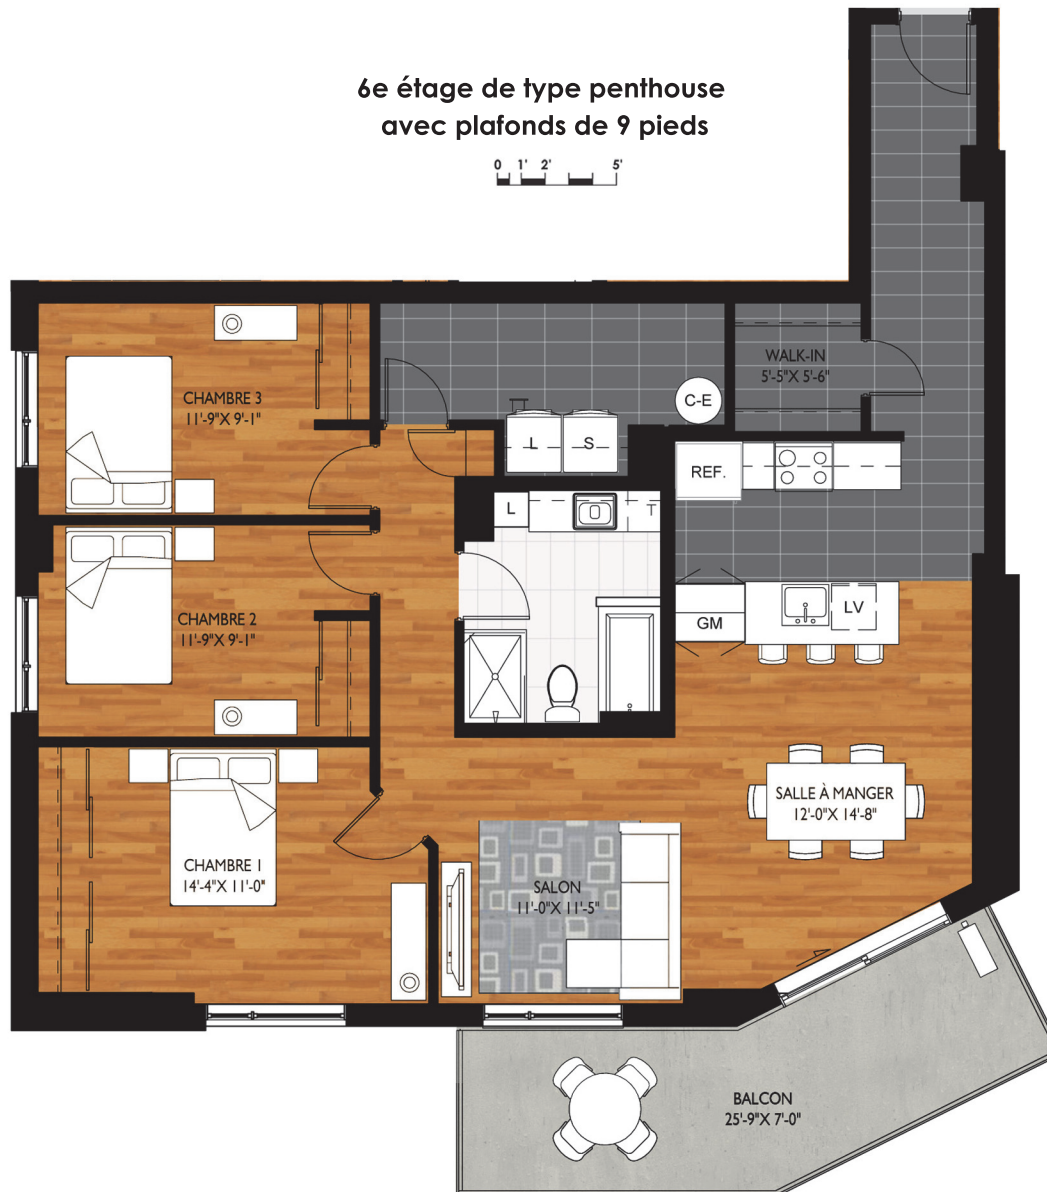 6e étage de type penthouse
avec plafonds de 9 pieds
0 1' 2' 5'
WALK-IN
5'-5"X 5'-6"
CHAMBRE 3
11'-9"X 9'-1"
C-E
L S
REF.
L T
CHAMBRE 2
11'-9"X 9'-1"
GM
LV
SALLE À MANGER
12'-0"X 14'-8"
CHAMBRE 1
14'-4"X 11'-0"
SALON
11'-0"X 11'-5"
BALCON
25'-9"X 7'-0"